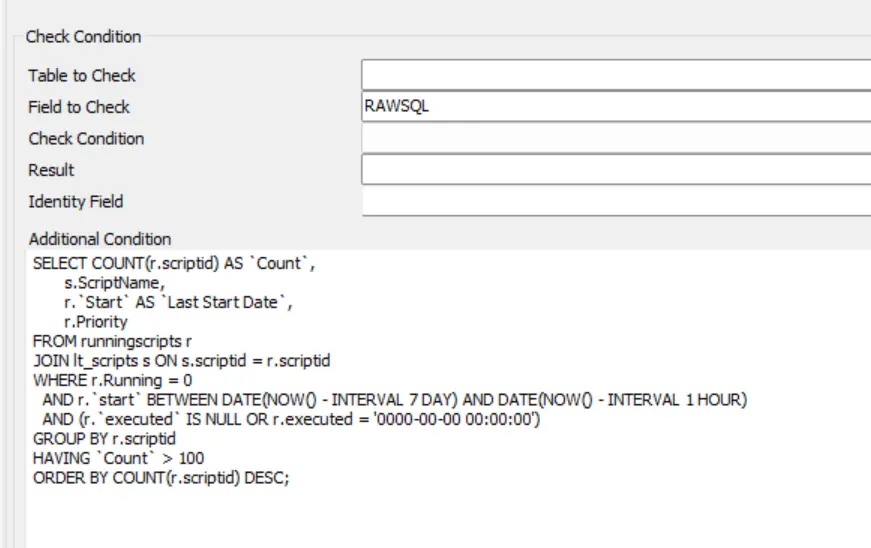 Check Condition
Table to Check
Field to Check RAWSQL
Check Condition
Result
Identity Field
Additional Condition
SELECT COUNT(r.scriptid) AS `Count`,
s.ScriptName,
r.`Start` AS `Last Start Date`,
r.Priority
FROM runningscripts r
JOIN lt_scripts s ON s.scriptid = r.scriptid
WHERE r.Running = 0
AND r.`start` BETWEEN DATE(NOW() - INTERVAL 7 DAY) AND DATE(NOW() - INTERVAL 1 HOUR)
AND (r.`executed` IS NULL OR r.executed = '0000-00-00 00:00:00')
GROUP BY r.scriptid
HAVING `Count` > 100
ORDER BY COUNT(r.scriptid) DESC;